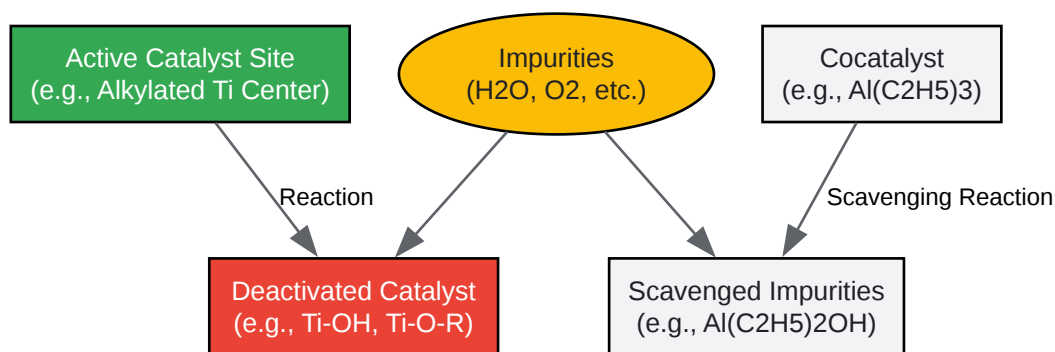 Active Catalyst Site
(e.g., Alkylated Ti Center)
Impurities
(H2O, O2, etc.)
Cocatalyst
(e.g., Al(C2H5)3)
Reaction
Scavenging Reaction
Deactivated Catalyst
(e.g., Ti-OH, Ti-O-R)
Scavenged Impurities
(e.g., Al(C2H5)2OH)